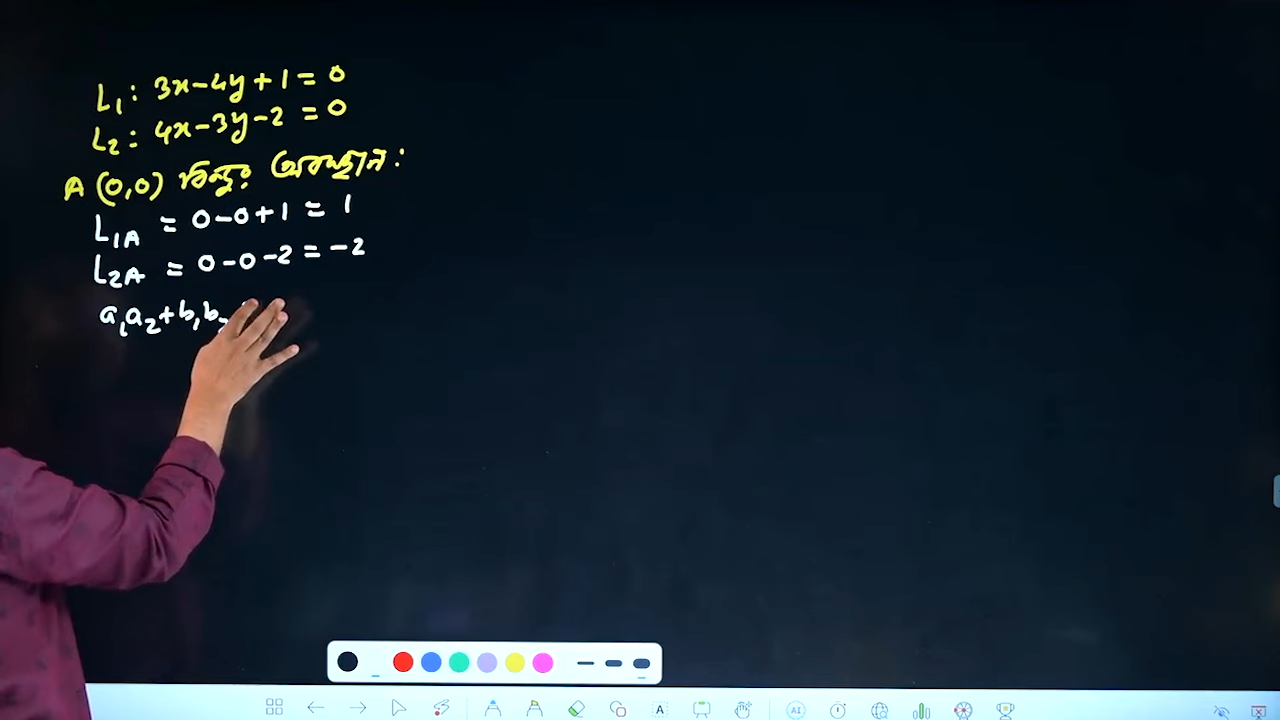 L₁: 3x-4y+1=0
L₂: 4x-3y-2=0
A (0,0) বিন্দুর অবস্থান:
L₁A = 0-0+1 = 1
L₂A = 0-0-2 = -2
a₁a₂+b₁b₂
AI